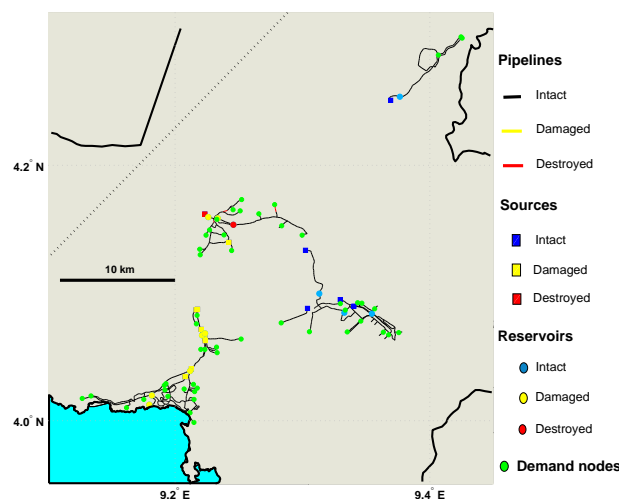 Pipelines
Intact
Damaged
Destroyed
Sources
Intact
Damaged
Destroyed
Reservoirs
Intact
Damaged
Destroyed
Demand nodes
4.2° N
10 km
4.0° N
9.2° E
9.4° E